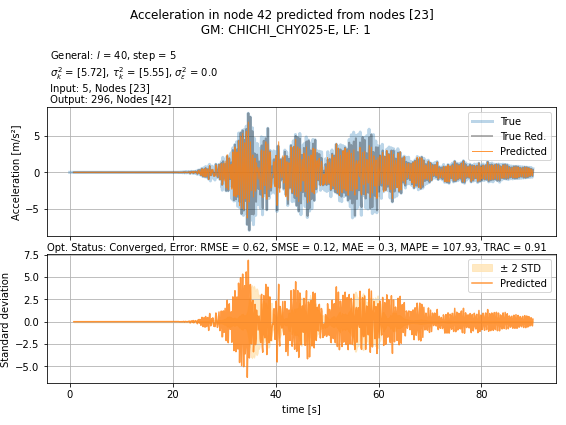 Acceleration in node 42 predicted from nodes [23]
GM: CHICHI_CHY025-E, LF: 1
General: l = 40, step = 5
σ²ₖ = [5.72], τ²ₖ = [5.55], σ²ε = 0.0
Input: 5, Nodes [23]
Output: 296, Nodes [42]
Acceleration [m/s²]
5
0
−5
True
True Red.
Predicted
Opt. Status: Converged, Error: RMSE = 0.62, SMSE = 0.12, MAE = 0.3, MAPE = 107.93, TRAC = 0.91
Standard deviation
7.5
5.0
2.5
0.0
−2.5
−5.0
± 2 STD
Predicted
0 20 40 60 80
time [s]